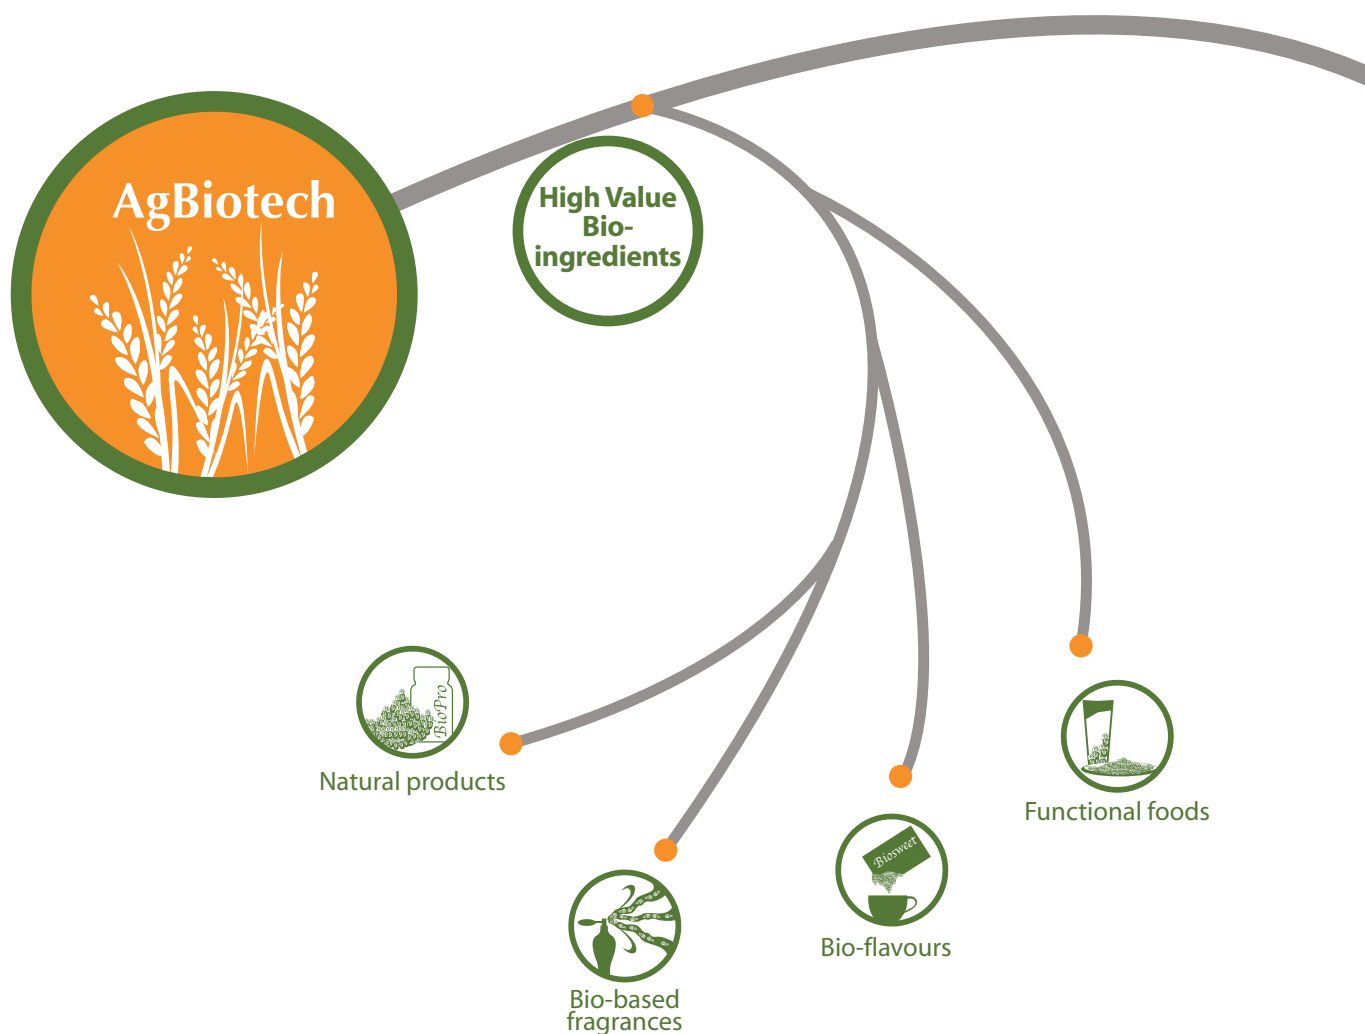 AgBiotech
High Value
Bio-
ingredients
BioPro
Natural products
Functional foods
Biosweet
Bio-flavours
Bio-based
fragrances